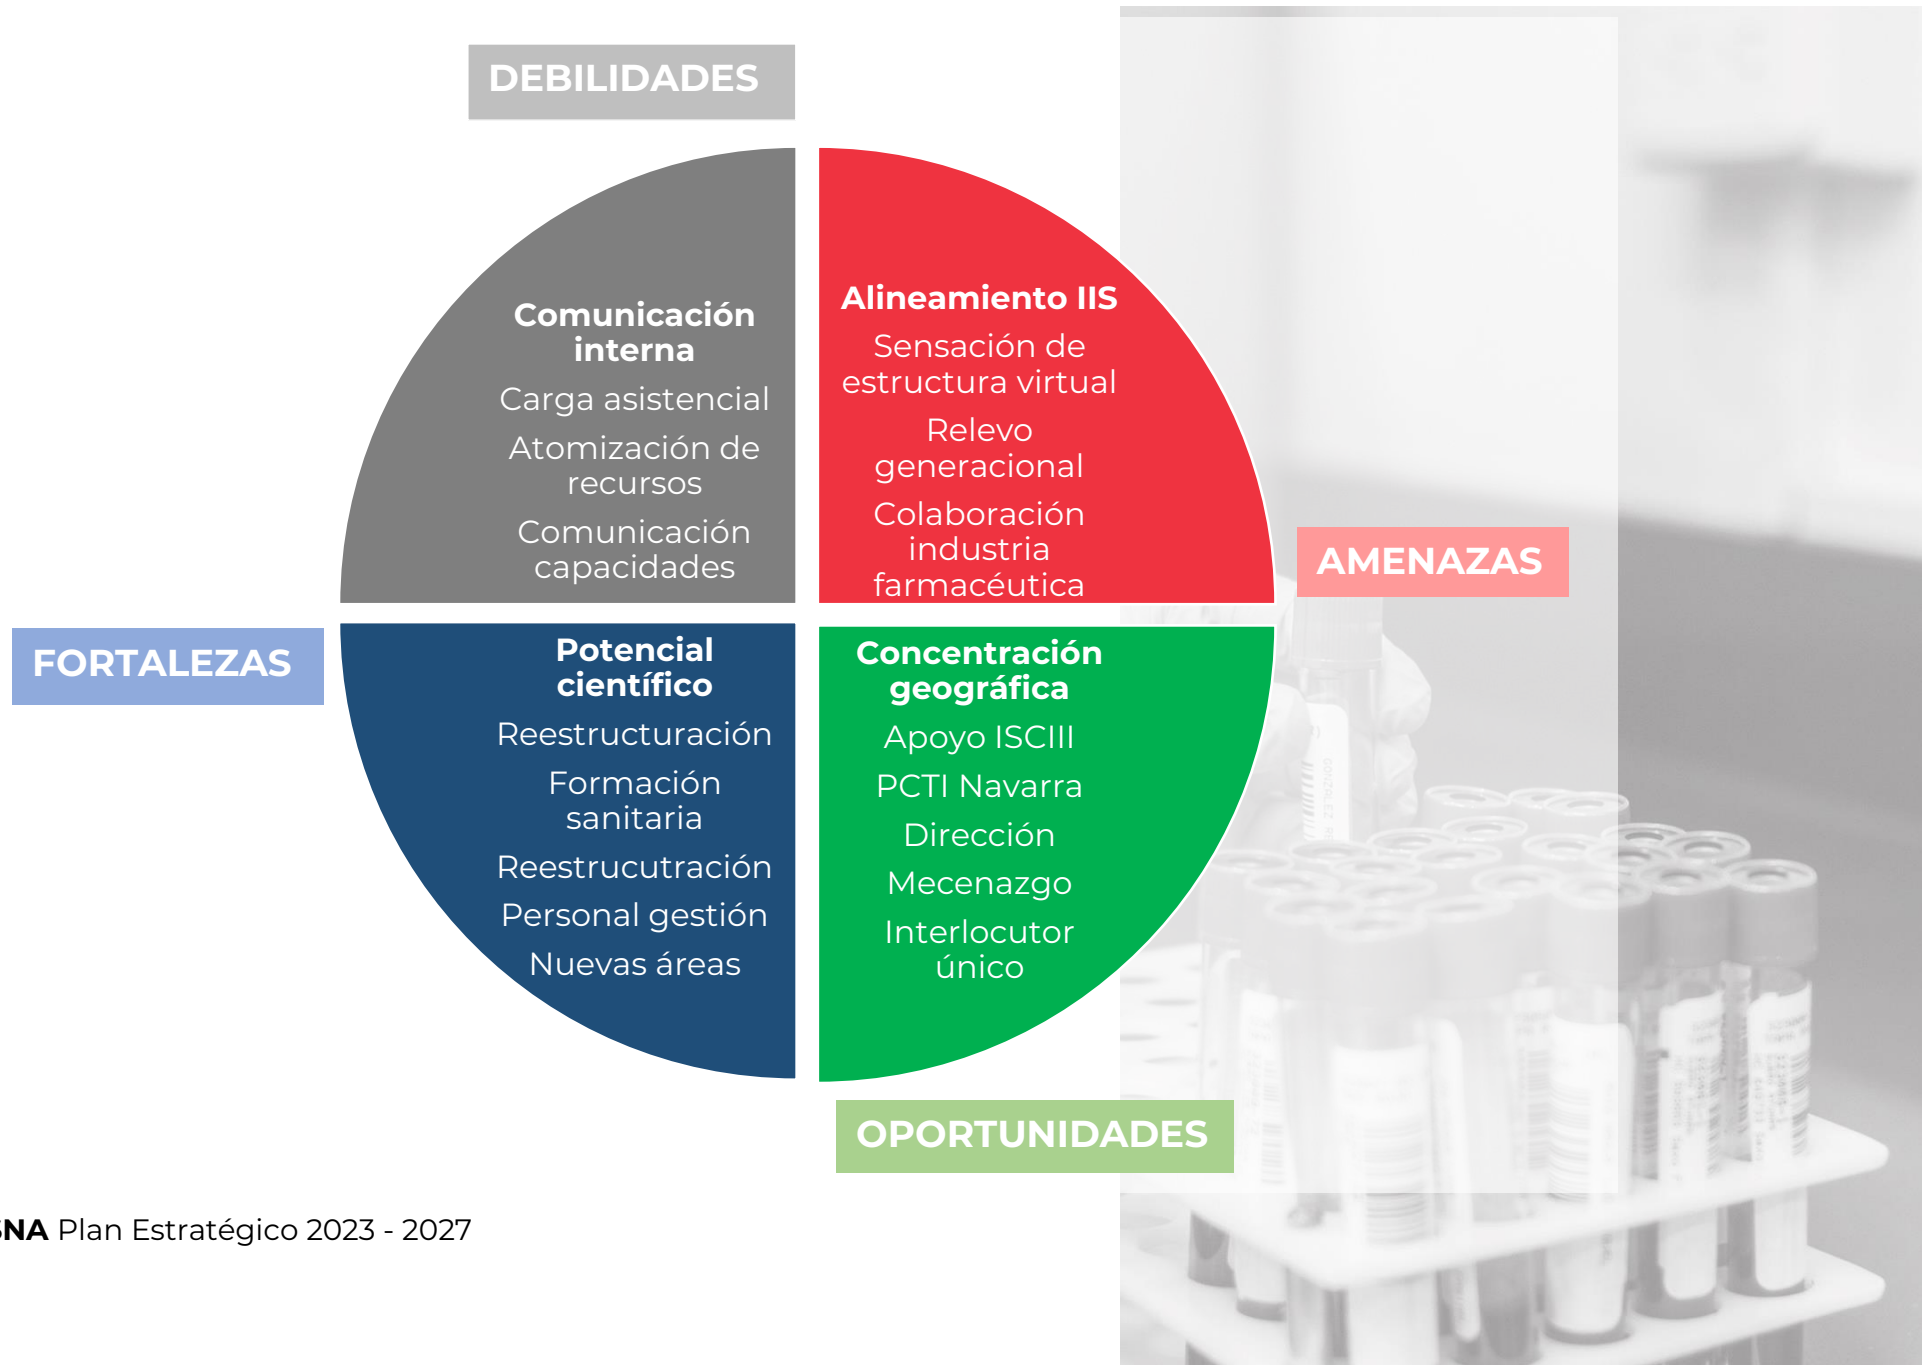 DEBILIDADES
Comunicación
interna
Carga asistencial
Atomización de
recursos
Comunicación
capacidades
Alineamiento IIS
Sensación de
estructura virtual
Relevo
generacional
Colaboración
industria
farmacéutica
AMENAZAS
FORTALEZAS
Potencial
científico
Reestructuración
Formación
sanitaria
Reestrucutración
Personal gestión
Nuevas áreas
Concentración
geográfica
Apoyo ISCIII
PCTI Navarra
Dirección
Mecenazgo
Interlocutor
único
OPORTUNIDADES
SNA Plan Estratégico 2023 - 2027